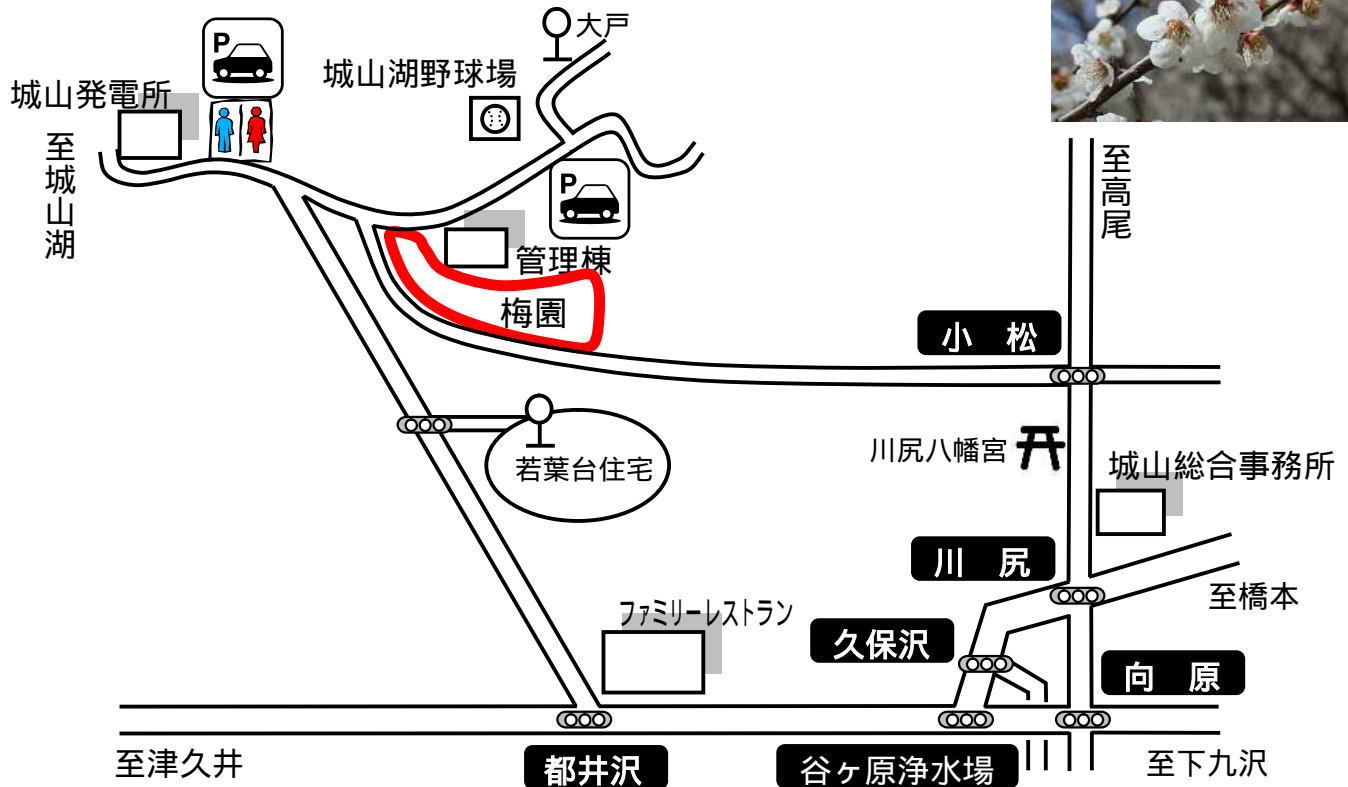 大戸
P
城山湖野球場
城山発電所
至城山湖
至高尾
P
管理棟
梅園
小 松
川尻八幡宮
城山総合事務所
若葉台住宅
川 尻
至橋本
ファミリーレストラン
久保沢
向 原
至津久井
都井沢
谷ヶ原浄水場
至下九沢